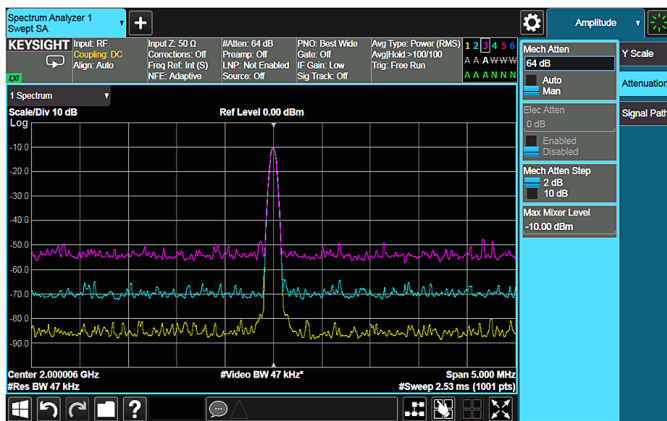 Spectrum Analyzer 1
Swept SA
Amplitude
KEYSIGHT
LXI
Input: RF
Coupling: DC
Align: Auto
Input Z: 50 Ω
Corrections: Off
Freq Ref: Int (S)
NFE: Adaptive
#Atten: 64 dB
Preamp: Off
LNP: Not Enabled
Source: Off
PNO: Best Wide
Gate: Off
IF Gain: Low
Sig Track: Off
Avg Type: Power (RMS)
Avg|Hold:>100/100
Trig: Free Run
1 2 3 4 5 6
A A A W W W
A A A N N N
1 Spectrum
Scale/Div 10 dB
Ref Level 0.00 dBm
Log
-10.0
-20.0
-30.0
-40.0
-50.0
-60.0
-70.0
-80.0
-90.0
Center 2.000006 GHz
#Video BW 47 kHz*
Span 5.000 MHz
#Res BW 47 kHz
#Sweep 2.53 ms (1001 pts)
Mech Atten
64 dB
Auto
Man
Elec Atten
0 dB
Enabled
Disabled
Mech Atten Step
2 dB
10 dB
Max Mixer Level
-10.00 dBm
Y Scale
Attenuation
Signal Path
?